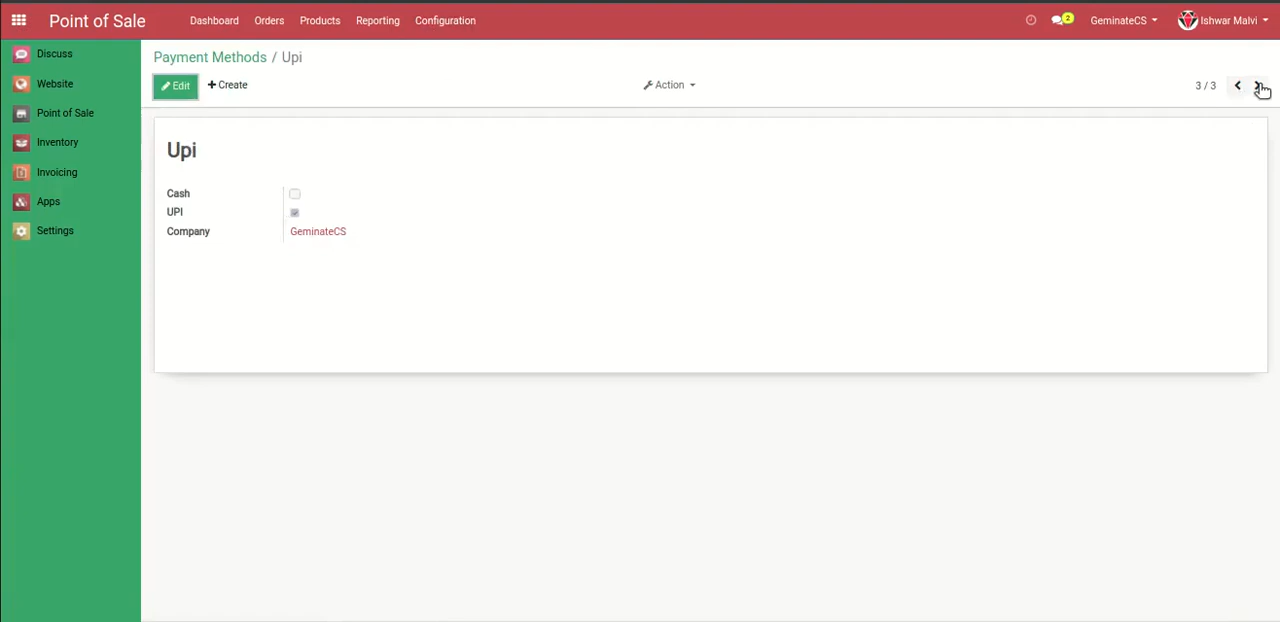 Point of Sale Dashboard Orders Products Reporting Configuration 2 GeminateCS Ishwar Malvi
Discuss
Website
Point of Sale
Inventory
Invoicing
Apps
Settings
Payment Methods / Upi
Edit Create Action 3 / 3
Upi
Cash
UPI
Company GeminateCS